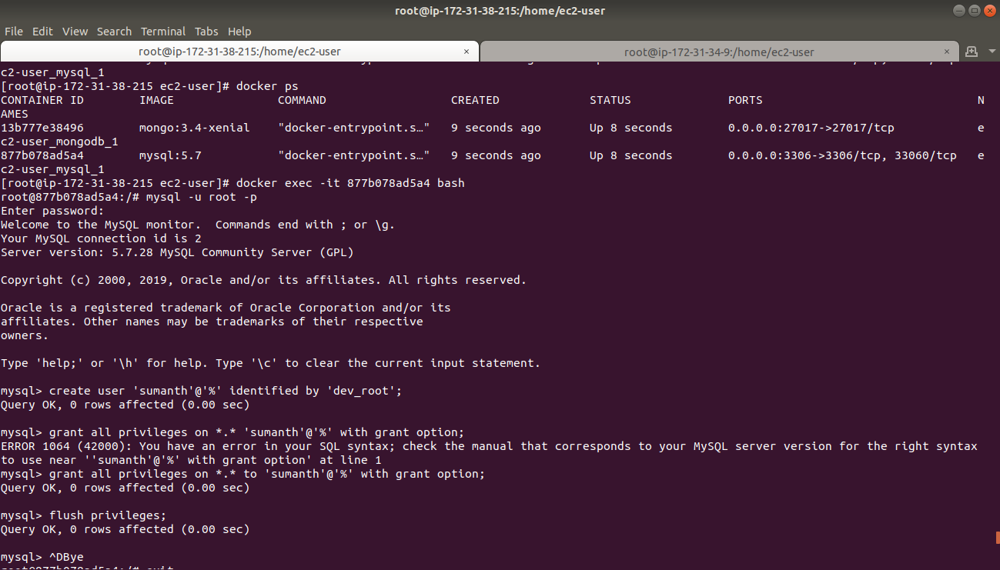 root@ip-172-31-38-215:/home/ec2-user
File Edit View Search Terminal Tabs Help
root@ip-172-31-38-215:/home/ec2-user × root@ip-172-31-34-9:/home/ec2-user ×
c2-user_mysql_1
[root@ip-172-31-38-215 ec2-user]# docker ps
CONTAINER ID        IMAGE               COMMAND                  CREATED             STATUS              PORTS                               N
AMES
13b777e38496        mongo:3.4-xenial    "docker-entrypoint.s…"   9 seconds ago       Up 8 seconds        0.0.0.0:27017->27017/tcp            e
c2-user_mongodb_1
877b078ad5a4        mysql:5.7           "docker-entrypoint.s…"   9 seconds ago       Up 8 seconds        0.0.0.0:3306->3306/tcp, 33060/tcp   e
c2-user_mysql_1
[root@ip-172-31-38-215 ec2-user]# docker exec -it 877b078ad5a4 bash
root@877b078ad5a4:/# mysql -u root -p
Enter password:
Welcome to the MySQL monitor.  Commands end with ; or \g.
Your MySQL connection id is 2
Server version: 5.7.28 MySQL Community Server (GPL)
Copyright (c) 2000, 2019, Oracle and/or its affiliates. All rights reserved.
Oracle is a registered trademark of Oracle Corporation and/or its
affiliates. Other names may be trademarks of their respective
owners.
Type 'help;' or '\h' for help. Type '\c' to clear the current input statement.
mysql> create user 'sumanth'@'%' identified by 'dev_root';
Query OK, 0 rows affected (0.00 sec)
mysql> grant all privileges on *.* 'sumanth'@'%' with grant option;
ERROR 1064 (42000): You have an error in your SQL syntax; check the manual that corresponds to your MySQL server version for the right syntax
to use near ''sumanth'@'%' with grant option' at line 1
mysql> grant all privileges on *.* to 'sumanth'@'%' with grant option;
Query OK, 0 rows affected (0.00 sec)
mysql> flush privileges;
Query OK, 0 rows affected (0.00 sec)
mysql> ^DBye
root@877b078ad5a4:/# exit